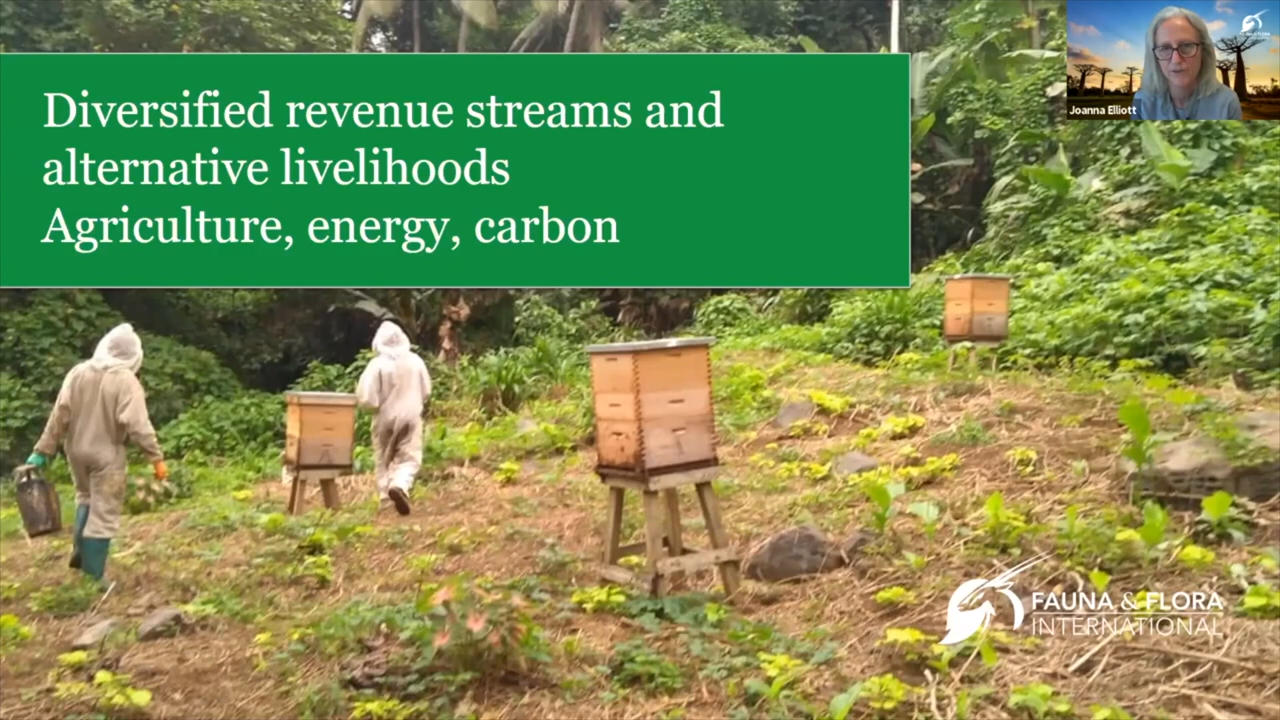 Diversified revenue streams and
alternative livelihoods
Agriculture, energy, carbon
Joanna Elliott
FAUNA & FLORA
INTERNATIONAL